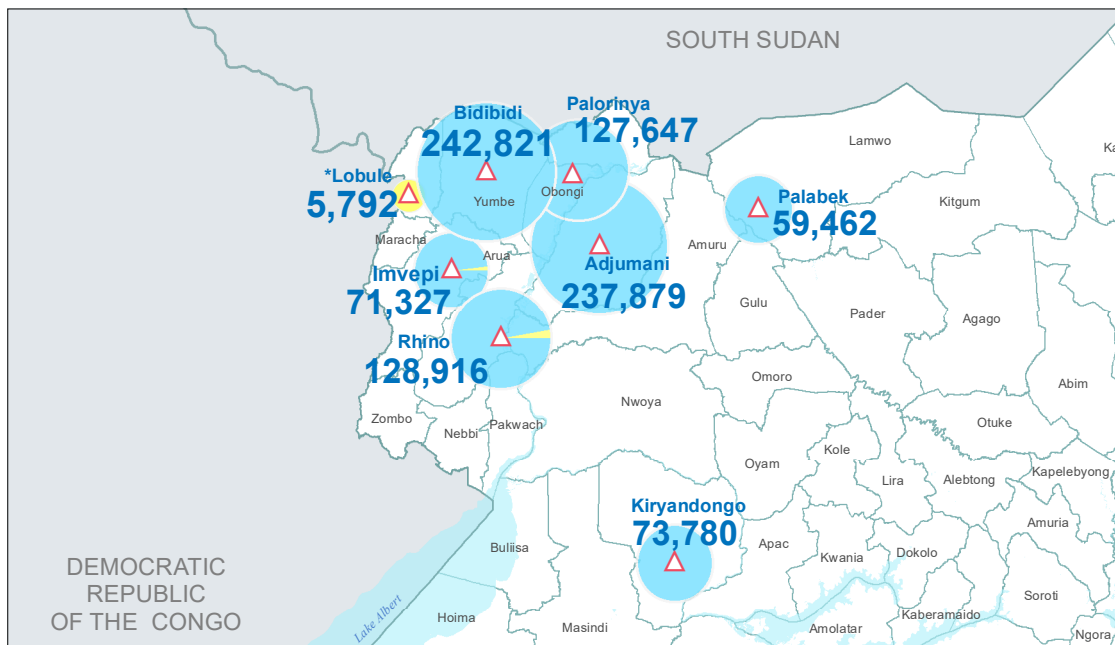 SOUTH SUDAN
Bidibidi
242,821
Palorinya
127,647
Lamwo
*Lobule
5,792
Yumbe
Obongi
Palabek
59,462
Kitgum
Maracha
Arua
Amuru
Imvepi
71,327
Adjumani
237,879
Gulu
Pader
Agago
Rhino
128,916
Omoro
Abim
Nwoya
Zombo
Nebbi
Pakwach
Otuke
Oyam
Kole
Lira
Alebtong
Kapelebyong
Kiryandongo
73,780
Amuria
Buliisa
Apac
Kwania
Dokolo
DEMOCRATIC
REPUBLIC
OF THE CONGO
Lake Albert
Hoima
Masindi
Amolatar
Kaberamaido
Soroti
Ngora
Ka